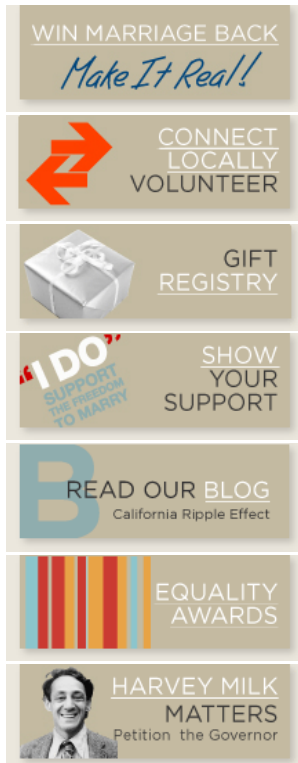 WIN MARRIAGE BACK
Make It Real!
CONNECT
LOCALLY
VOLUNTEER
GIFT
REGISTRY
"I DO"
SUPPORT
THE FREEDOM
TO MARRY
SHOW
YOUR
SUPPORT
B
READ OUR BLOG
California Ripple Effect
EQUALITY
AWARDS
HARVEY MILK
MATTERS
Petition the Governor